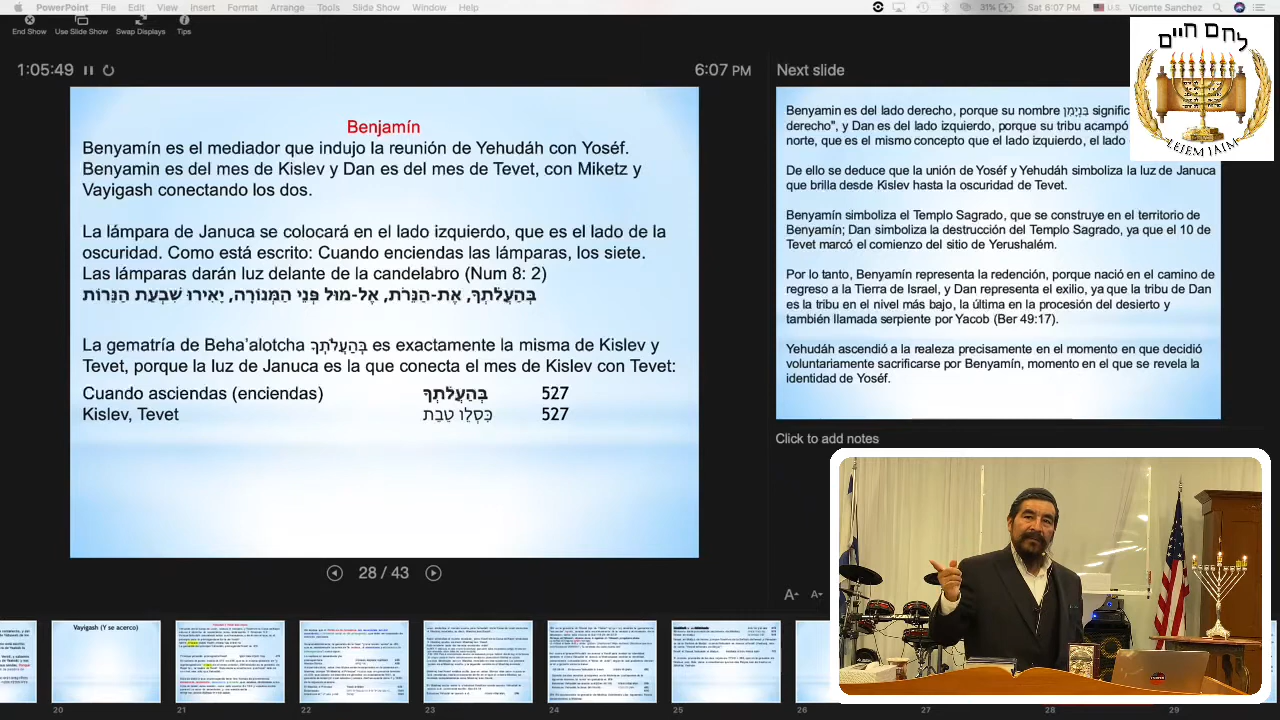 PowerPoint File Edit View Insert Format Arrange Tools Slide Show Window Help
31% Sat 6:07 PM U.S. Vicente Sanchez
End Show Use Slide Show Swap Displays Tips
1:05:49
6:07 PM
Benjamín
Benyamín es el mediador que indujo la reunión de Yehudáh con Yoséf.
Benyamin es del mes de Kislev y Dan es del mes de Tevet, con Miketz y
Vayigash conectando los dos.
La lámpara de Januca se colocará en el lado izquierdo, que es el lado de la
oscuridad. Como está escrito: Cuando enciendas las lámparas, los siete.
Las lámparas darán luz delante de la candelabro (Num 8: 2)
בְּהַעֲלֹתְךָ, אֶת-הַנֵּרֹת, אֶל-מוּל פְּנֵי הַמְּנוֹרָה, יָאִירוּ שִׁבְעַת הַנֵּרוֹת
La gematría de Beha'alotcha בְּהַעֲלֹתְךָ es exactamente la misma de Kislev y
Tevet, porque la luz de Januca es la que conecta el mes de Kislev con Tevet:
Cuando asciendas (enciendas) בְּהַעֲלֹתְךָ 527
Kislev, Tevet כִּסְלֵו טֵבֵת 527
28 / 43
Next slide
Benyamin es del lado derecho, porque su nombre בִּנְיָמִן signific
derecho", y Dan es del lado izquierdo, porque su tribu acampó
norte, que es el mismo concepto que el lado izquierdo, el lado
De ello se deduce que la unión de Yoséf y Yehudáh simboliza la luz de Januca
que brilla desde Kislev hasta la oscuridad de Tevet.
Benyamín simboliza el Templo Sagrado, que se construye en el territorio de
Benyamín; Dan simboliza la destrucción del Templo Sagrado, ya que el 10 de
Tevet marcó el comienzo del sitio de Yerushalém.
Por lo tanto, Benyamín representa la redención, porque nació en el camino de
regreso a la Tierra de Israel, y Dan representa el exilio, ya que la tribu de Dan
es la tribu en el nivel más bajo, la última en la procesión del desierto y
también llamada serpiente por Yacob (Ber 49:17).
Yehudáh ascendió a la realeza precisamente en el momento en que decidió
voluntariamente sacrificarse por Benyamín, momento en el que se revela la
identidad de Yoséf.
Click to add notes
לחם חיים
LEJEM JAIM
A A
Vayigash (Y se acerco)
20 21 22 23 24 25 26 27 28 29